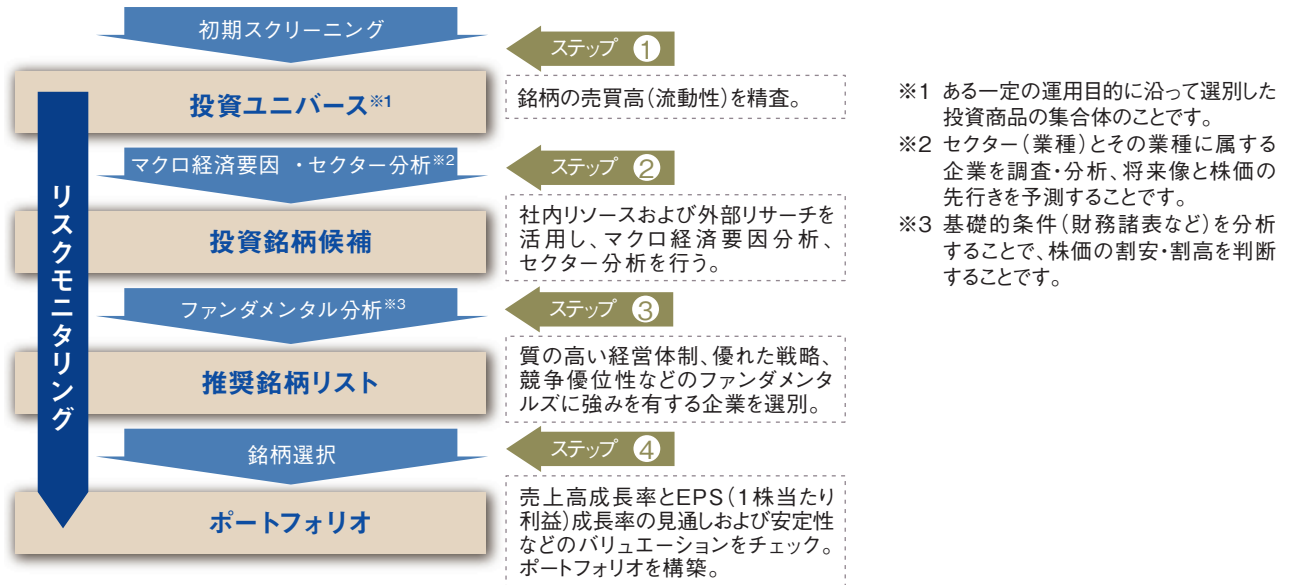 初期スクリーニング
ステップ ①
投資ユニバース※1
銘柄の売買高(流動性)を精査。
マクロ経済要因 ・セクター分析※2
ステップ ②
投資銘柄候補
社内リソースおよび外部リサーチを
活用し、マクロ経済要因分析、
セクター分析を行う。
ファンダメンタル分析※3
ステップ ③
推奨銘柄リスト
質の高い経営体制、優れた戦略、
競争優位性などのファンダメンタ
ルズに強みを有する企業を選別。
銘柄選択
ステップ ④
ポートフォリオ
売上高成長率とEPS(1株当たり
利益)成長率の見通しおよび安定性
などのバリュエーションをチェック。
ポートフォリオを構築。
リスクモニタリング
※1 ある一定の運用目的に沿って選別した
投資商品の集合体のことです。
※2 セクター(業種)とその業種に属する
企業を調査・分析、将来像と株価の
先行きを予測することです。
※3 基礎的条件(財務諸表など)を分析
することで、株価の割安・割高を判断
することです。